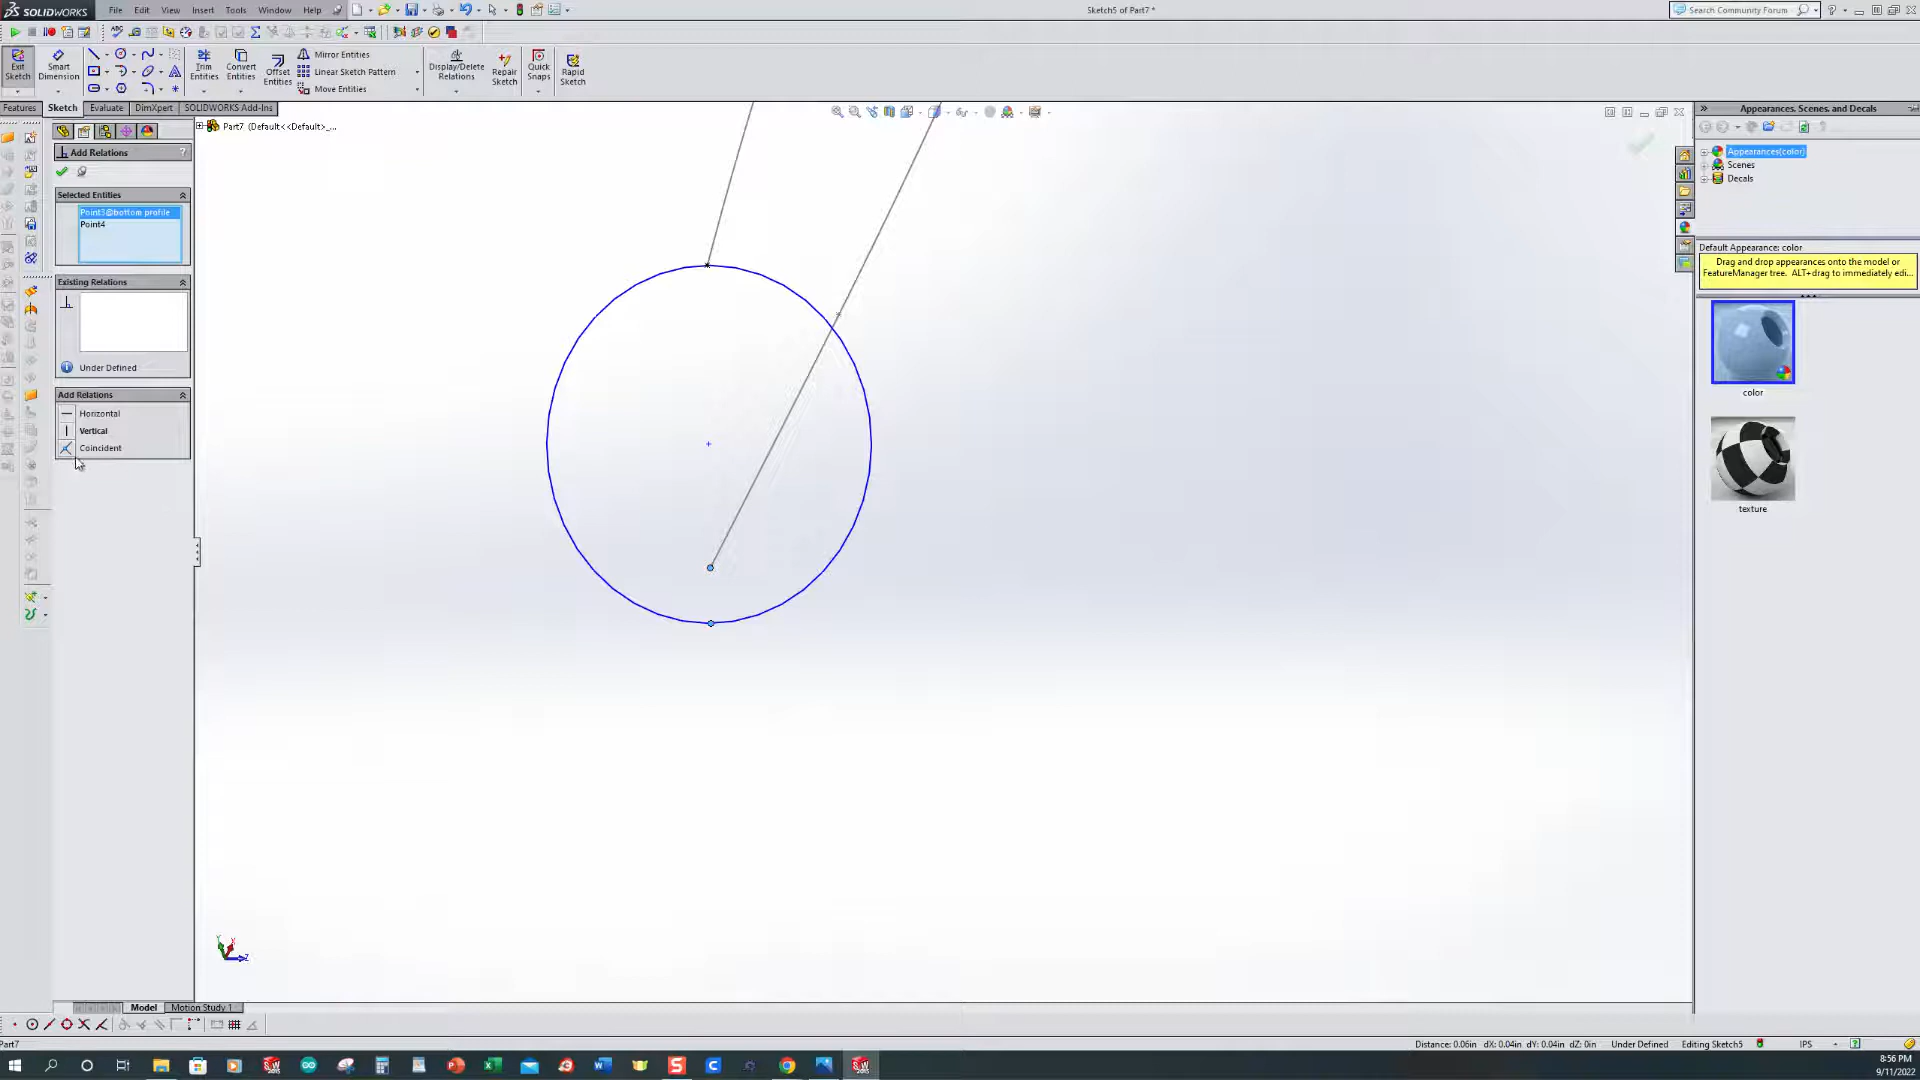 SOLIDWORKS File Edit View Insert Tools Window Help Sketch5 of Part7 * Search Community Forum
Exit Sketch
Smart Dimension
Trim Entities
Convert Entities
Offset Entities
Mirror Entities
Linear Sketch Pattern
Move Entities
Display/Delete Relations
Repair Sketch
Quick Snaps
Rapid Sketch
Features Sketch Evaluate DimXpert SOLIDWORKS Add-Ins
Part7 (Default<<Default>_...
Add Relations ?
Selected Entities
Point3@bottom profile
Point4
Existing Relations
Under Defined
Add Relations
Horizontal
Vertical
Coincident
Appearances, Scenes, and Decals
Appearances(color)
Scenes
Decals
Default Appearance: color
Drag and drop appearances onto the model or
FeatureManager tree. ALT+drag to immediately edi...
color
texture
Y X Z
Model Motion Study 1
Part7 Distance: 0.06in dX: 0.04in dY: 0.04in dZ: 0in Under Defined Editing Sketch5 IPS
8:56 PM
9/11/2022